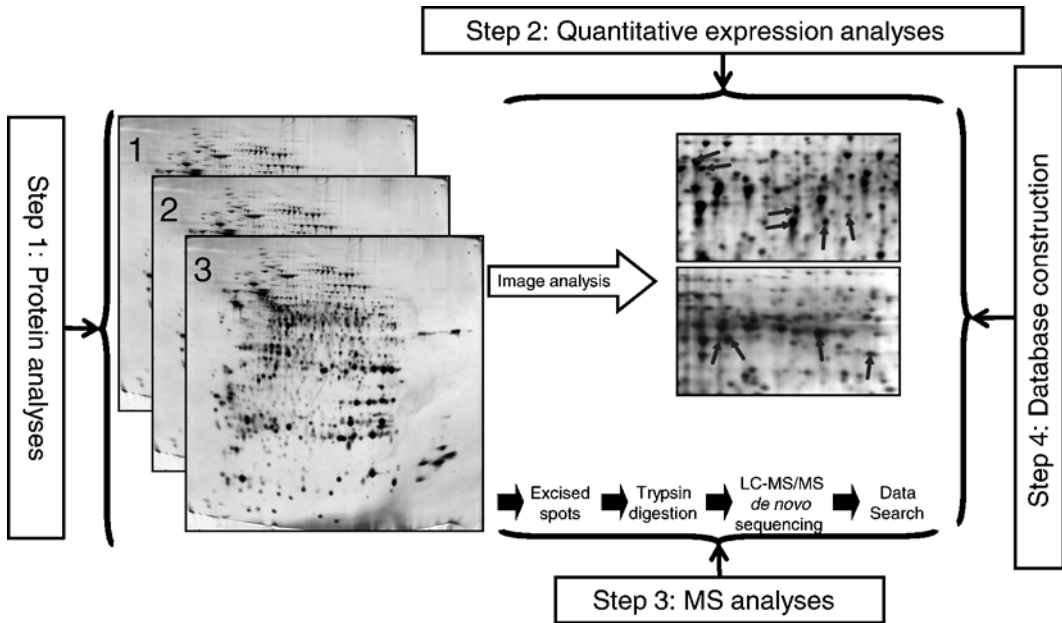 Step 2: Quantitative expression analyses
Step 1: Protein analyses
1
2
3
Image analysis
Step 4: Database construction
Excised
spots
Trypsin
digestion
LC-MS/MS
de novo
sequencing
Data
Search
Step 3: MS analyses